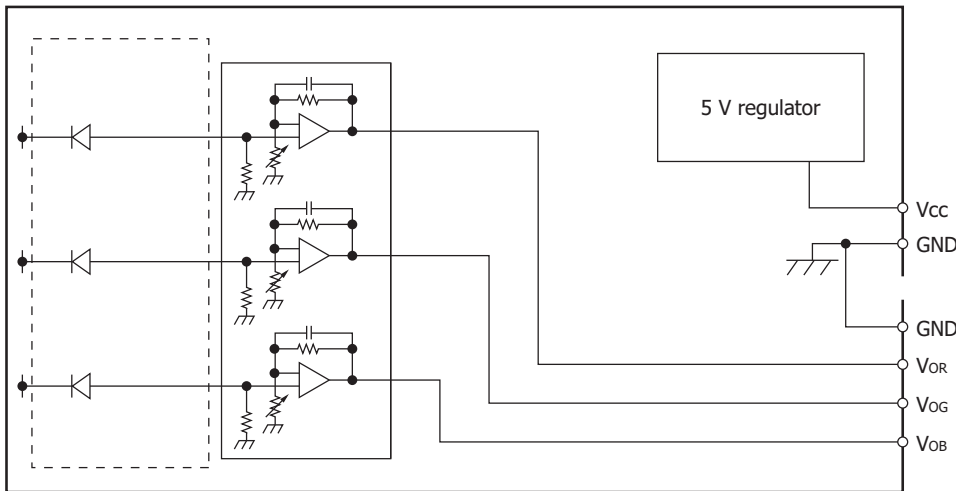 5 V regulator
Vcc
GND
GND
VOR
VOG
VOB